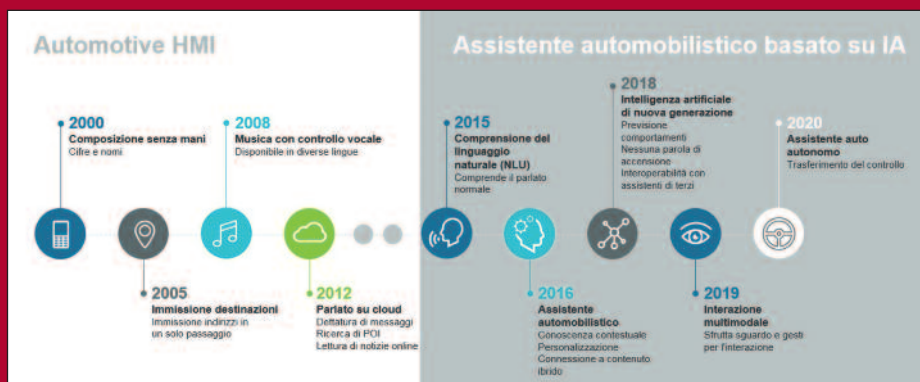 Automotive HMI
Assistente automobilistico basato su IA
2000
Composizione senza mani
Cifre e nomi
2005
Immissione destinazioni
Immissione indirizzi in
un solo passaggio
2008
Musica con controllo vocale
Disponibile in diverse lingue
2012
Parlato su cloud
Dettatura di messaggi
Ricerca di POI
Lettura di notizie online
2015
Comprensione del
linguaggio
naturale (NLU)
Comprende il parlato
normale
2016
Assistente
automobilistico
Conoscenza contestuale
Personalizzazione
Connessione a contenuto
ibrido
2018
Intelligenza artificiale
di nuova generazione
Previsione
comportamenti
Nessuna parola di
accensione
Interoperabilità con
assistenti di terzi
2019
Interazione
multimodale
Sfrutta sguardo e gesti
per l'interazione
2020
Assistente auto
autonomo
Trasferimento del controllo